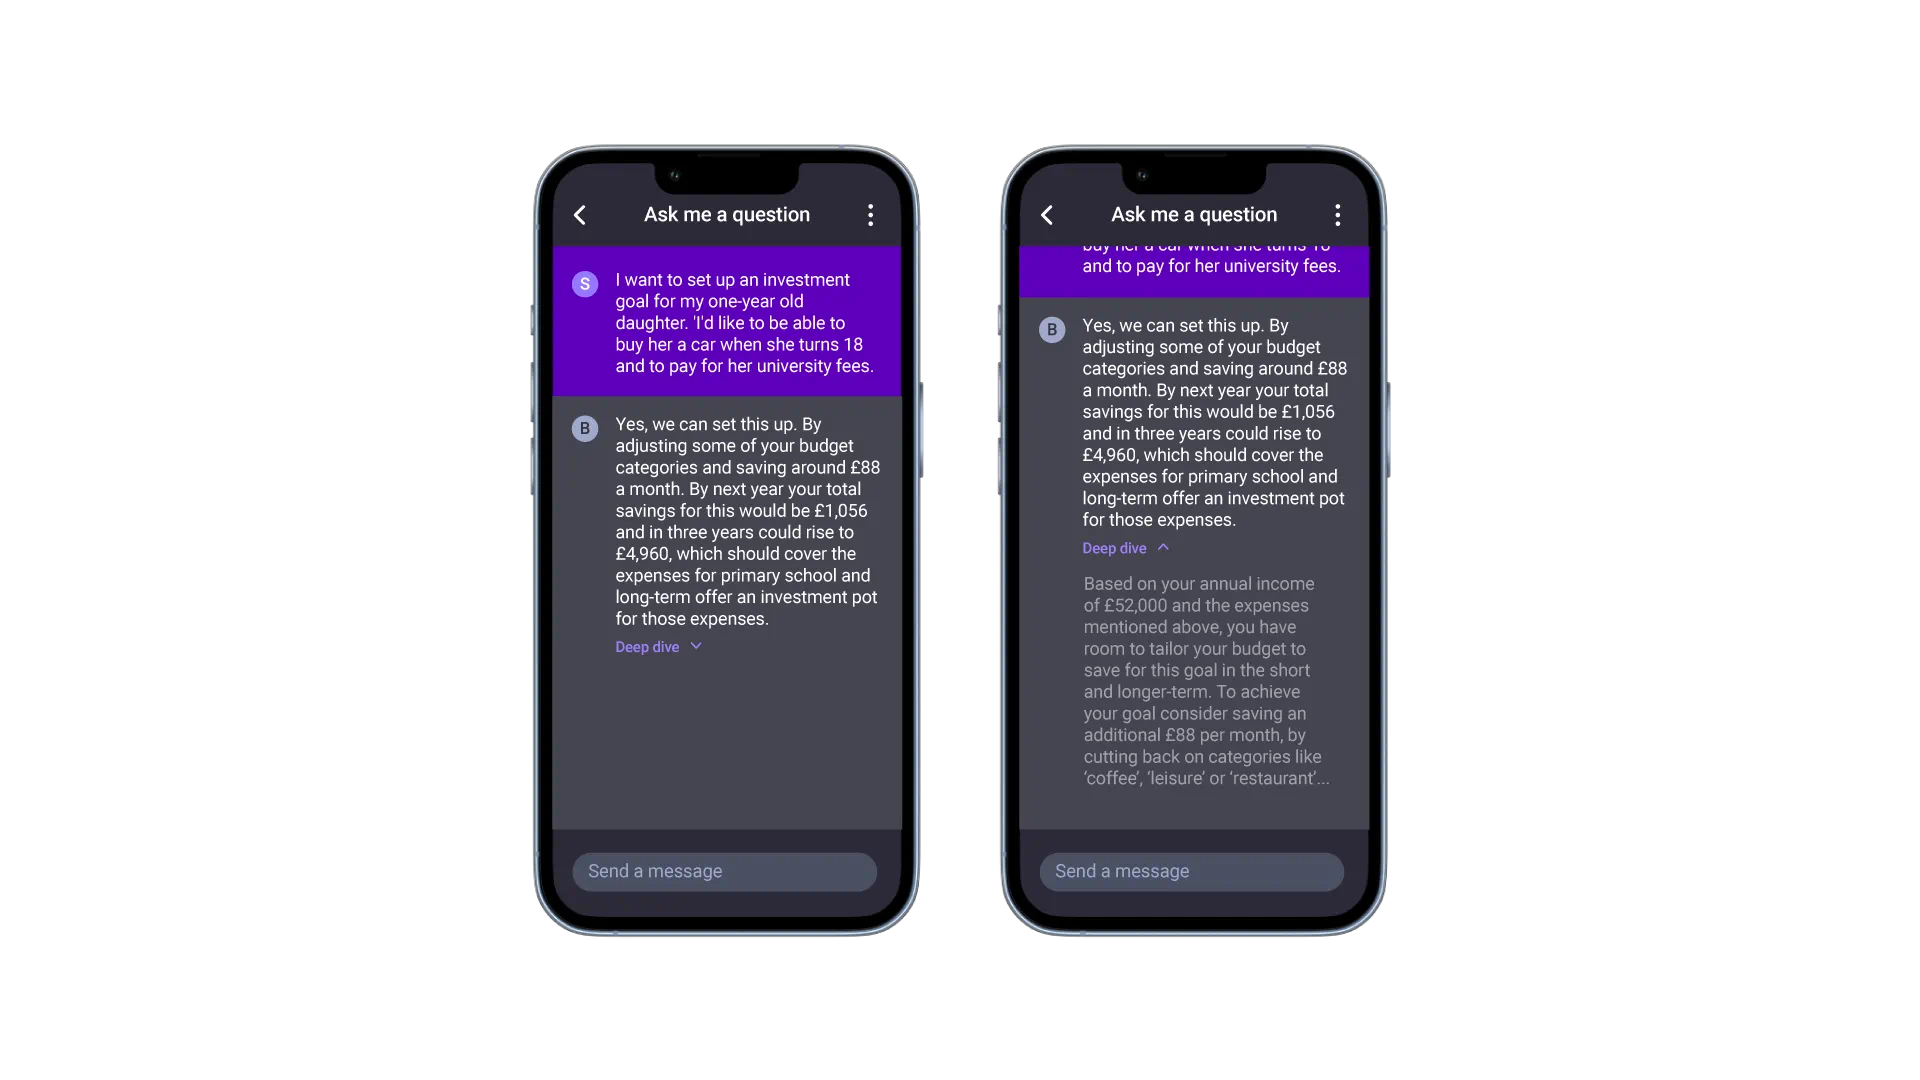 Ask me a question
S
I want to set up an investment
goal for my one-year old
daughter. 'I'd like to be able to
buy her a car when she turns 18
and to pay for her university fees.
B
Yes, we can set this up. By
adjusting some of your budget
categories and saving around £88
a month. By next year your total
savings for this would be £1,056
and in three years could rise to
£4,960, which should cover the
expenses for primary school and
long-term offer an investment pot
for those expenses.
Deep dive
Send a message
Ask me a question
buy her a car when she turns 18
and to pay for her university fees.
B
Yes, we can set this up. By
adjusting some of your budget
categories and saving around £88
a month. By next year your total
savings for this would be £1,056
and in three years could rise to
£4,960, which should cover the
expenses for primary school and
long-term offer an investment pot
for those expenses.
Deep dive
Based on your annual income
of £52,000 and the expenses
mentioned above, you have
room to tailor your budget to
save for this goal in the short
and longer-term. To achieve
your goal consider saving an
additional £88 per month, by
cutting back on categories like
‘coffee’, ‘leisure’ or ‘restaurant’...
Send a message